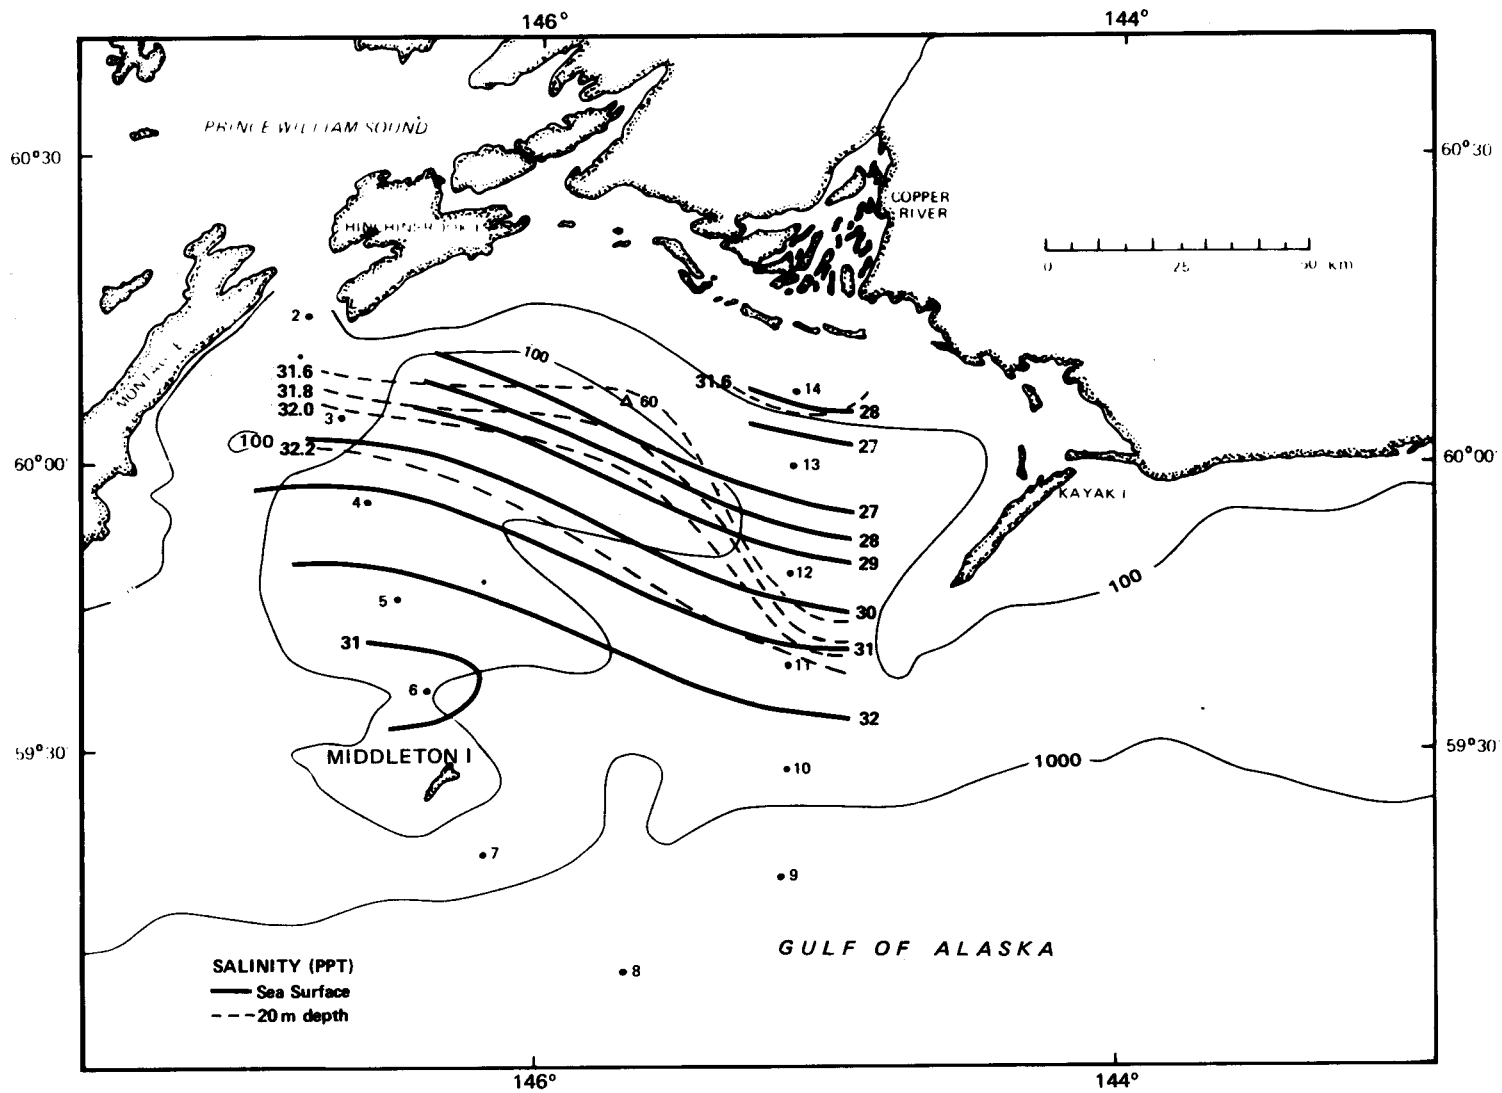 146° 144°
PRINCE WILLIAM SOUND
60°30' 60°30
COPPER
RIVER
0 25 50 km
2
MONTAGUE
100
31.6 31.6 14
31.8 60 28
32.0 3
100 32.2 27
60°00' 13 60°00'
KAYAK I
4 27
28
12 29
100
5 30
31 31
11
6 32
MIDDLETON I
59°30' 59°30'
10 1000
7
9
GULF OF ALASKA
SALINITY (PPT) 8
Sea Surface
20 m depth
146° 144°